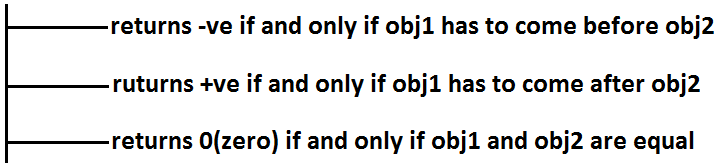 returns -ve if and only if obj1 has to come before obj2
ruturns +ve if and only if obj1 has to come after obj2
returns 0(zero) if and only if obj1 and obj2 are equal